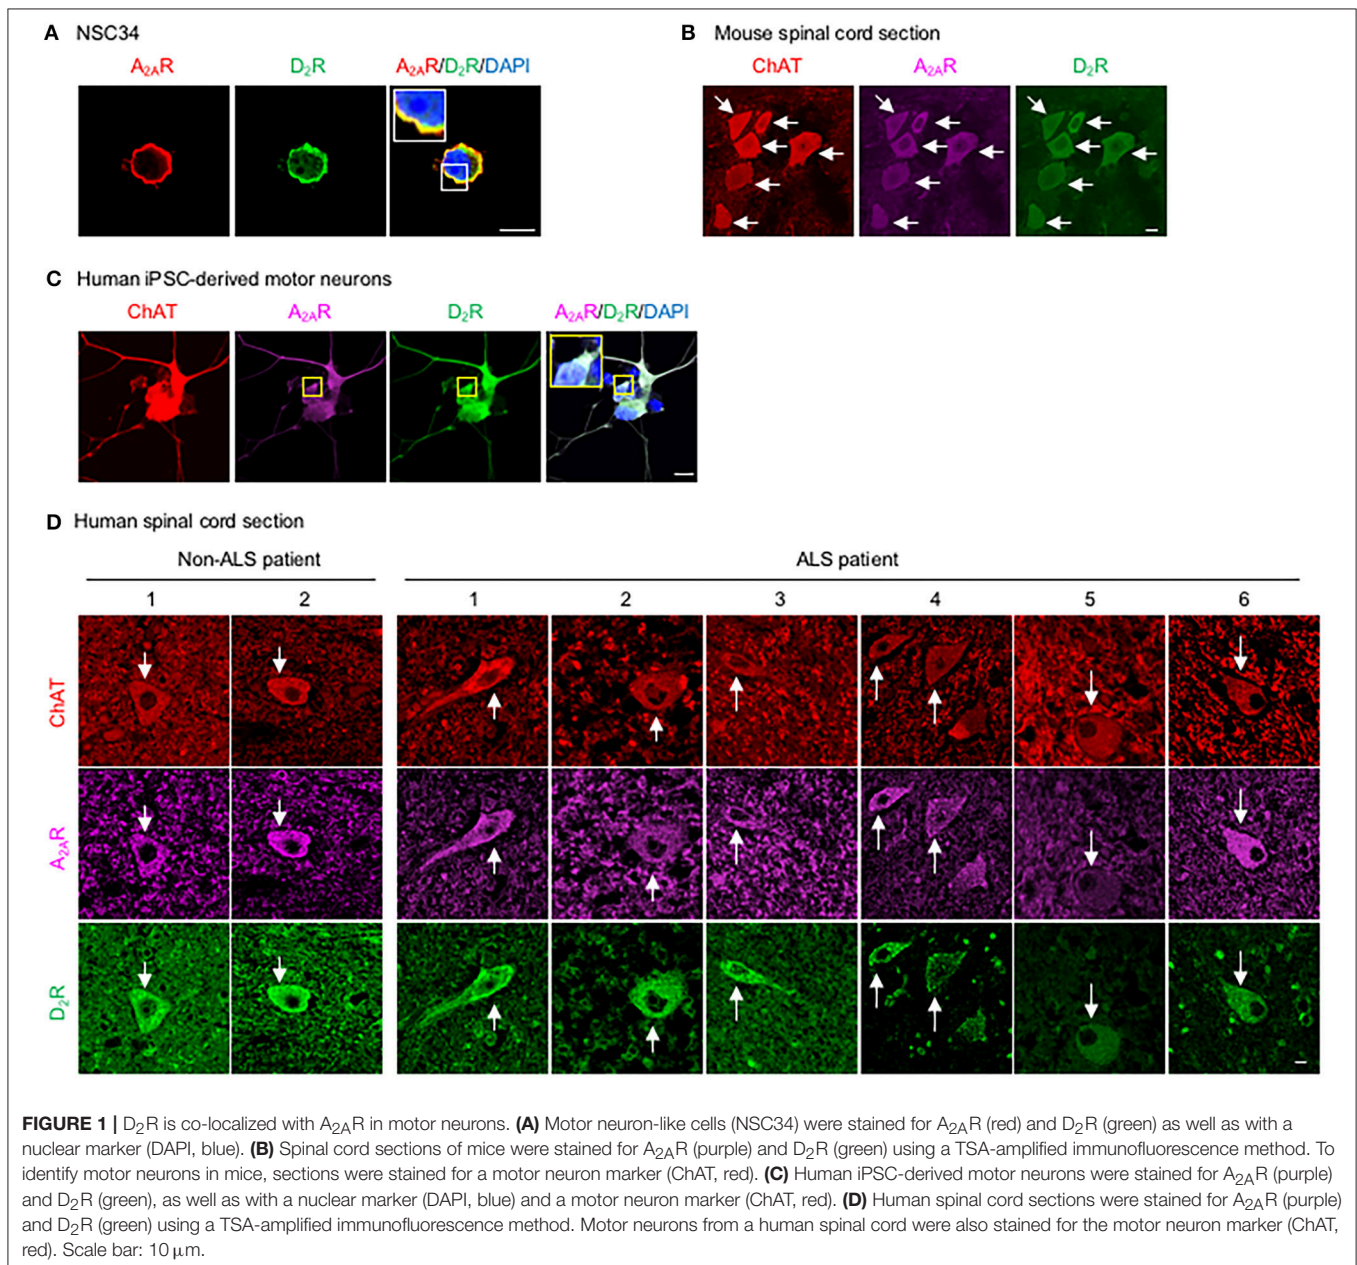 A NSC34
A2AR D2R A2AR/D2R/DAPI
B Mouse spinal cord section
ChAT A2AR D2R
C Human iPSC-derived motor neurons
ChAT A2AR D2R A2AR/D2R/DAPI
D Human spinal cord section
Non-ALS patient ALS patient
1 2 1 2 3 4 5 6
ChAT
A2AR
D2R
FIGURE 1 | D2R is co-localized with A2AR in motor neurons. (A) Motor neuron-like cells (NSC34) were stained for A2AR (red) and D2R (green) as well as with a
nuclear marker (DAPI, blue). (B) Spinal cord sections of mice were stained for A2AR (purple) and D2R (green) using a TSA-amplified immunofluorescence method. To
identify motor neurons in mice, sections were stained for a motor neuron marker (ChAT, red). (C) Human iPSC-derived motor neurons were stained for A2AR (purple)
and D2R (green), as well as with a nuclear marker (DAPI, blue) and a motor neuron marker (ChAT, red). (D) Human spinal cord sections were stained for A2AR (purple)
and D2R (green) using a TSA-amplified immunofluorescence method. Motor neurons from a human spinal cord were also stained for the motor neuron marker (ChAT,
red). Scale bar: 10 μm.